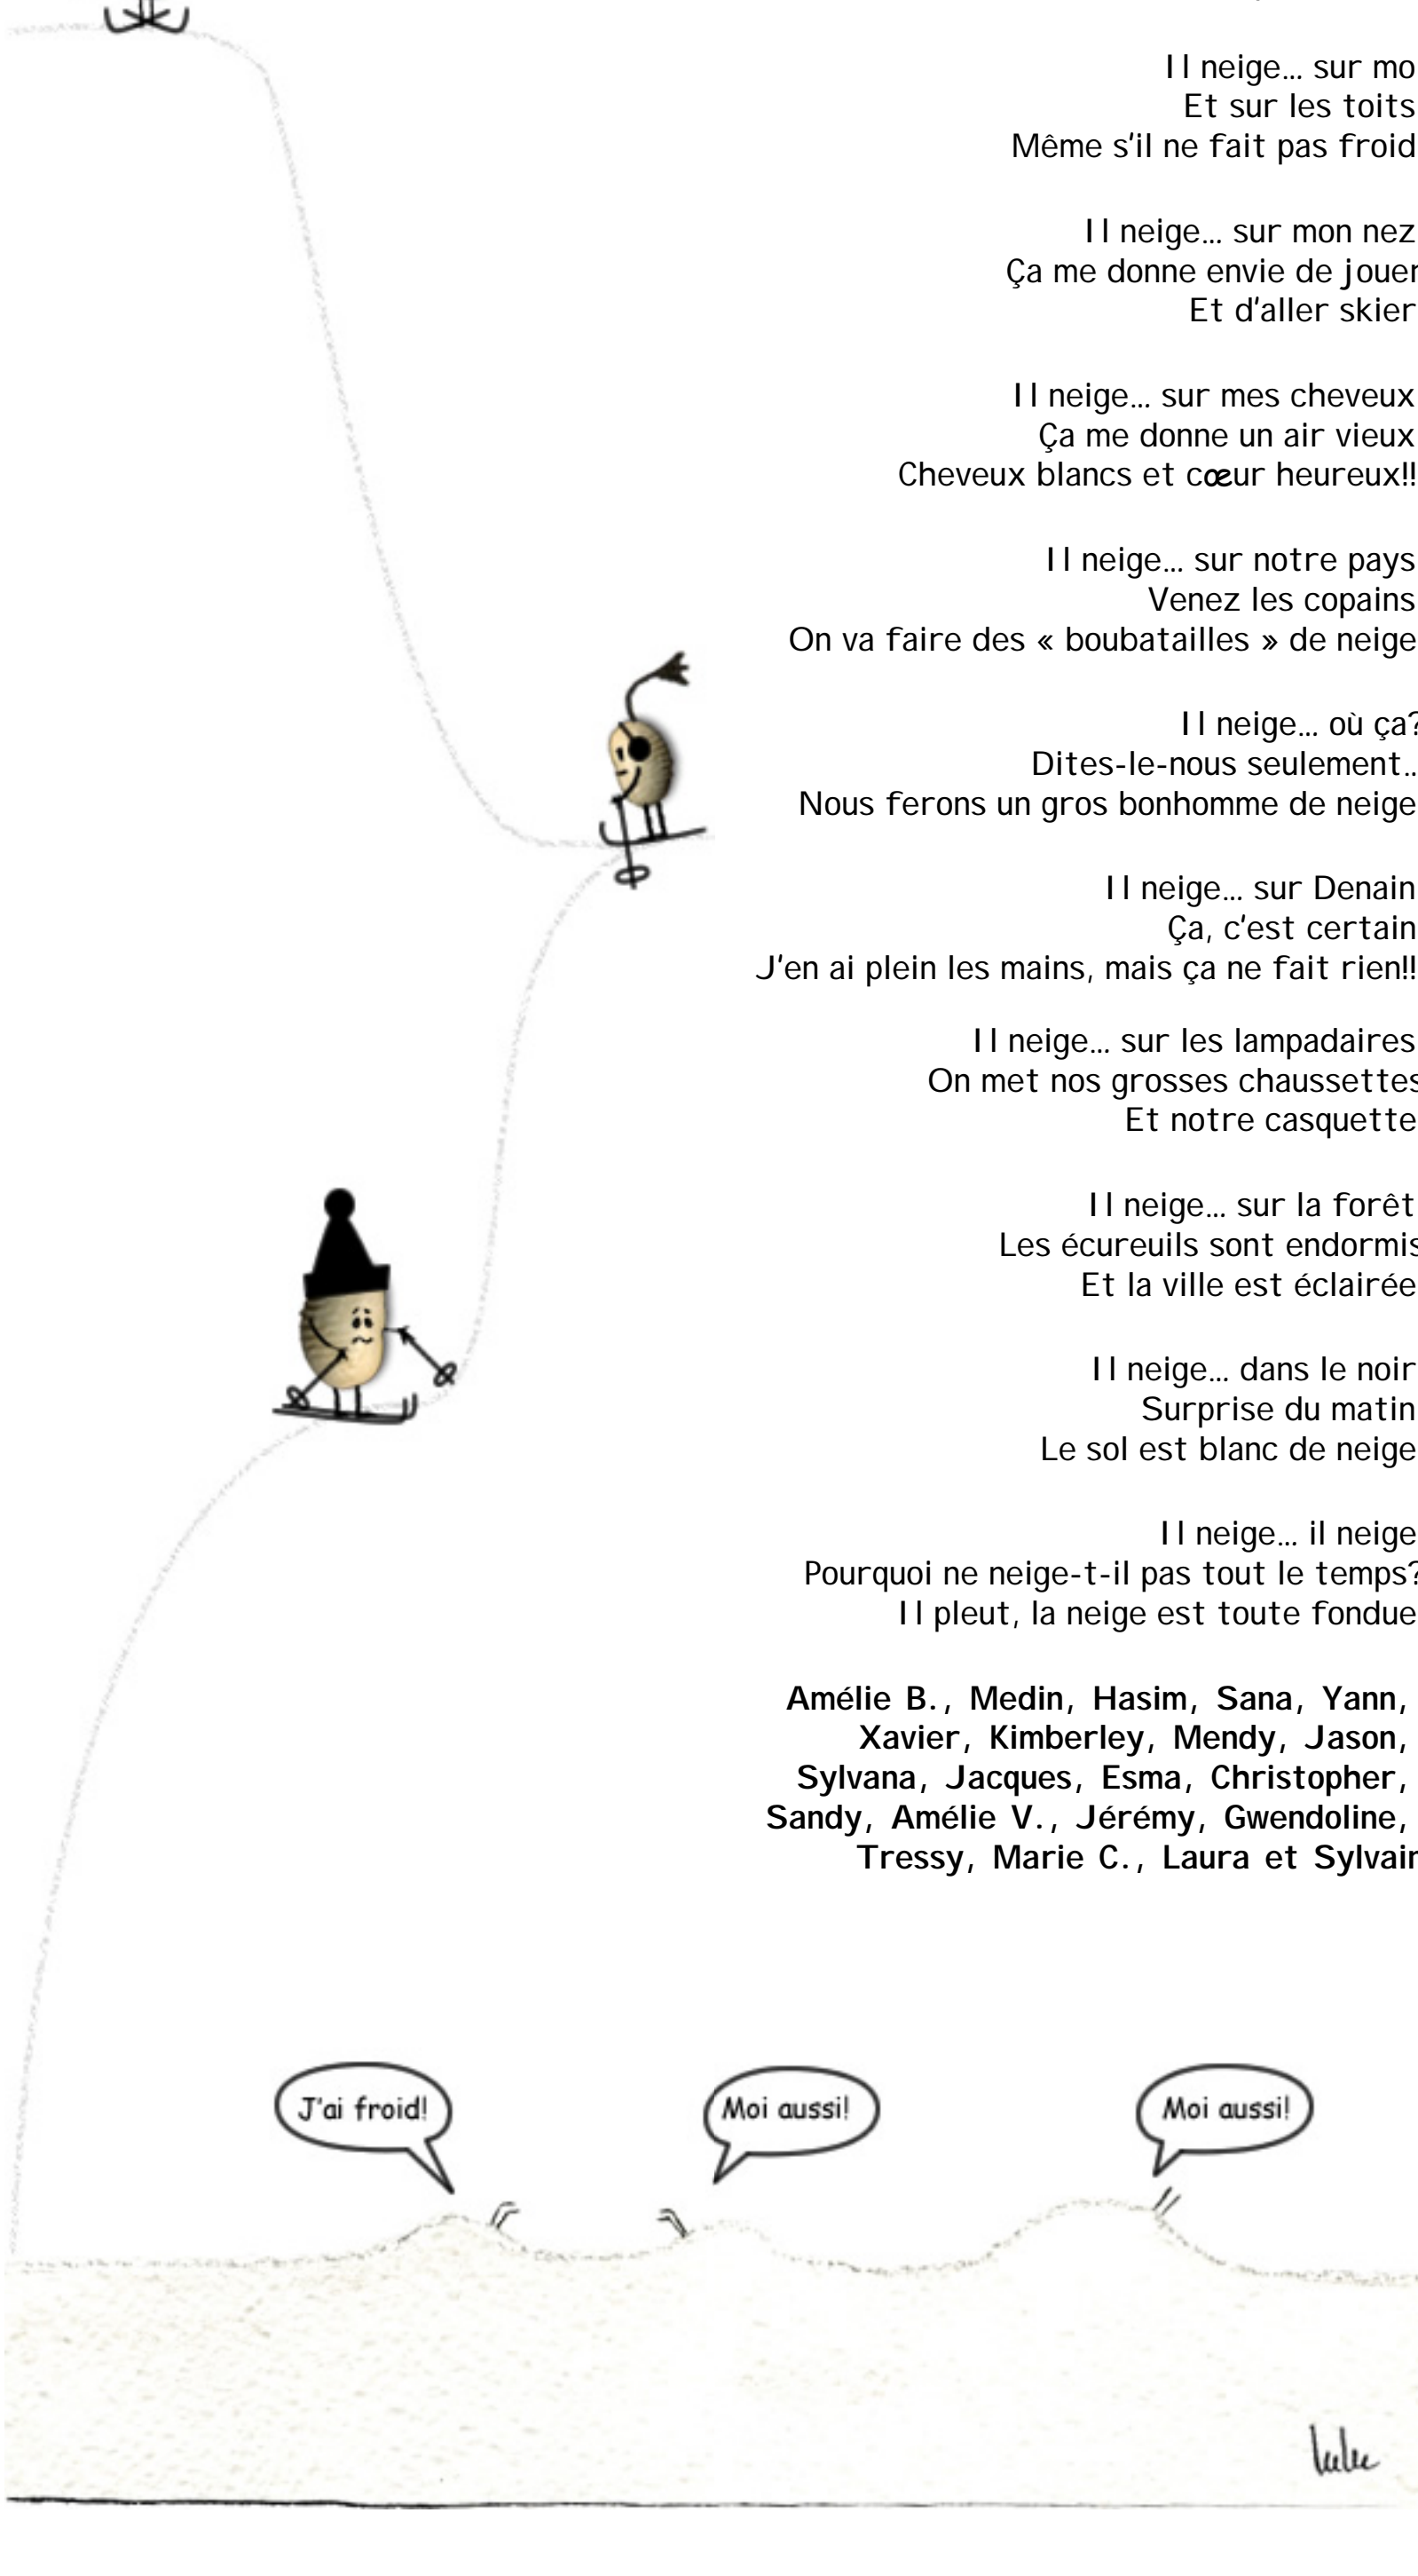 Il neige... sur mo
Et sur les toits
Même s'il ne fait pas froid
Il neige... sur mon nez
Ça me donne envie de jouer
Et d'aller skier
Il neige... sur mes cheveux
Ça me donne un air vieux
Cheveux blancs et cœur heureux!!
Il neige... sur notre pays
Venez les copains
On va faire des « boubatailles » de neige
Il neige... où ça?
Dites-le-nous seulement..
Nous ferons un gros bonhomme de neige
Il neige... sur Denain
Ça, c'est certain
J'en ai plein les mains, mais ça ne fait rien!!
Il neige... sur les lampadaires
On met nos grosses chaussettes
Et notre casquette
Il neige... sur la forêt
Les écureuils sont endormis
Et la ville est éclairée
Il neige... dans le noir
Surprise du matin
Le sol est blanc de neige
Il neige... il neige
Pourquoi ne neige-t-il pas tout le temps?
Il pleut, la neige est toute fondue
Amélie B., Medin, Hasim, Sana, Yann,
Xavier, Kimberley, Mendy, Jason,
Sylvana, Jacques, Esma, Christopher,
Sandy, Amélie V., Jérémy, Gwendoline,
Tressy, Marie C., Laura et Sylvain
J'ai froid!
Moi aussi!
Moi aussi!
lulu